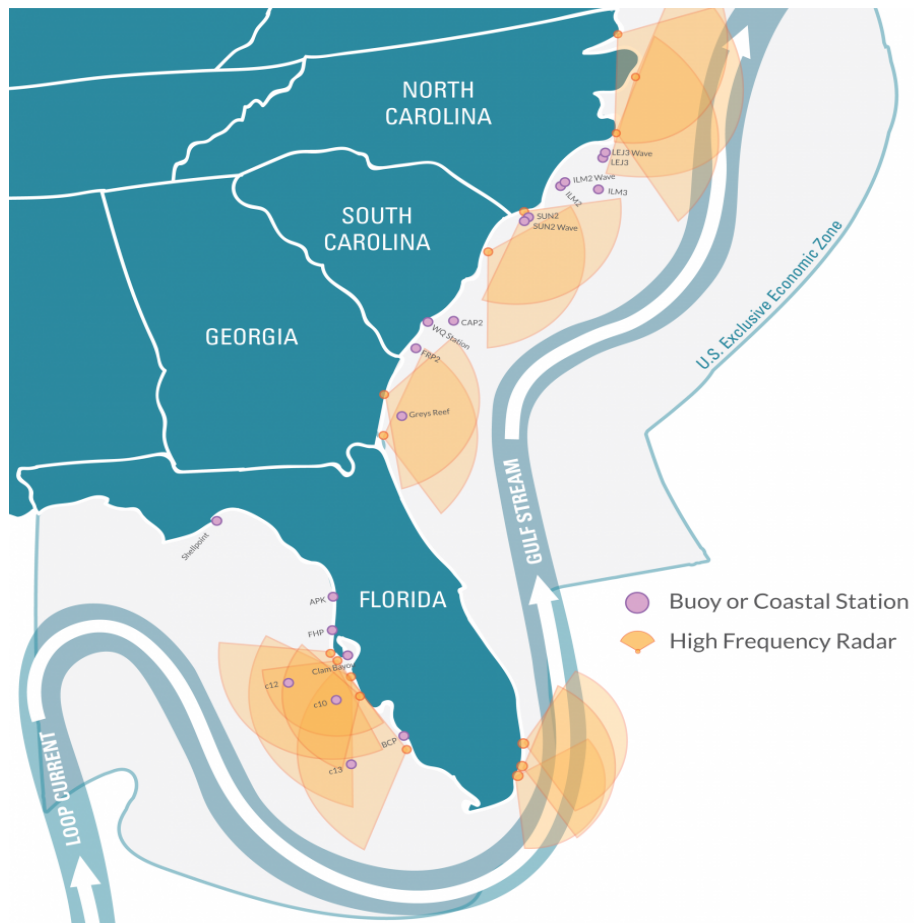 NORTH
CAROLINA
LEJ3 Wave
LEJ3
ILM2 Wave
ILM2
ILM3
SOUTH
CAROLINA
SUN2
SUN2 Wave
U.S. Exclusive Economic Zone
GEORGIA
CAP2
WQ Station
FRP2
Greys Reef
GULF STREAM
Shellpoint
FLORIDA
APK
FHP
Clam Bayou
c12
c10
BCP
c13
LOOP CURRENT
Buoy or Coastal Station
High Frequency Radar